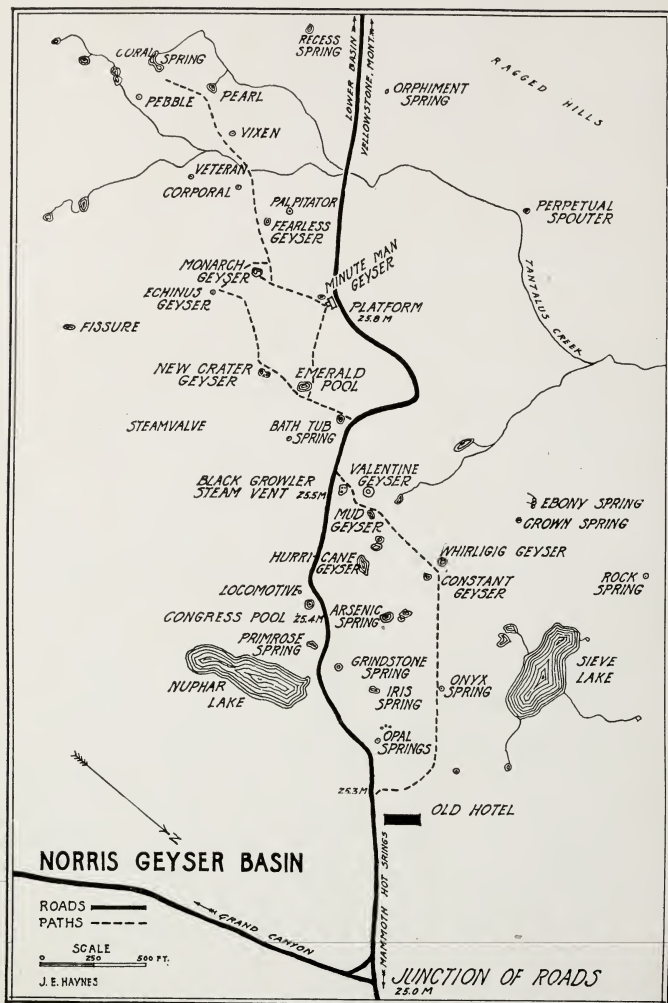 RECESS
SPRING
LOWER BASIN
YELLOWSTONE, MONT.
RAGGED HILLS
CORAL SPRING
PEBBLE
PEARL
ORPHIMENT
SPRING
VIXEN
VETERAN
CORPORAL
PALPITATOR
FEARLESS
GEYSER
PERPETUAL
SPOUTER
MONARCH
GEYSER
MINUTE MAN
GEYSER
ECHINUS
GEYSER
PLATFORM
25.8 M
TANTALUS CREEK
FISSURE
NEW CRATER
GEYSER
EMERALD
POOL
STEAMVALVE
BATH TUB
SPRING
BLACK GROWLER
STEAM VENT 25.5 M
VALENTINE
GEYSER
EBONY SPRING
CROWN SPRING
MUD
GEYSER
HURRICANE
GEYSER
WHIRLIGIG GEYSER
CONSTANT
GEYSER
ROCK
SPRING
LOCOMOTIVE
CONGRESS POOL 25.4 M
ARSENIC
SPRING
PRIMROSE
SPRING
SIEVE
LAKE
NUPHAR
LAKE
GRINDSTONE
SPRING
IRIS
SPRING
ONYX
SPRING
OPAL
SPRINGS
25.3 M
OLD HOTEL
N
NORRIS GEYSER BASIN
ROADS
PATHS
GRAND CANYON
MAMMOTH HOT SPRINGS
SCALE
0 250 500 FT.
J. E. HAYNES
JUNCTION OF ROADS
25.0 M